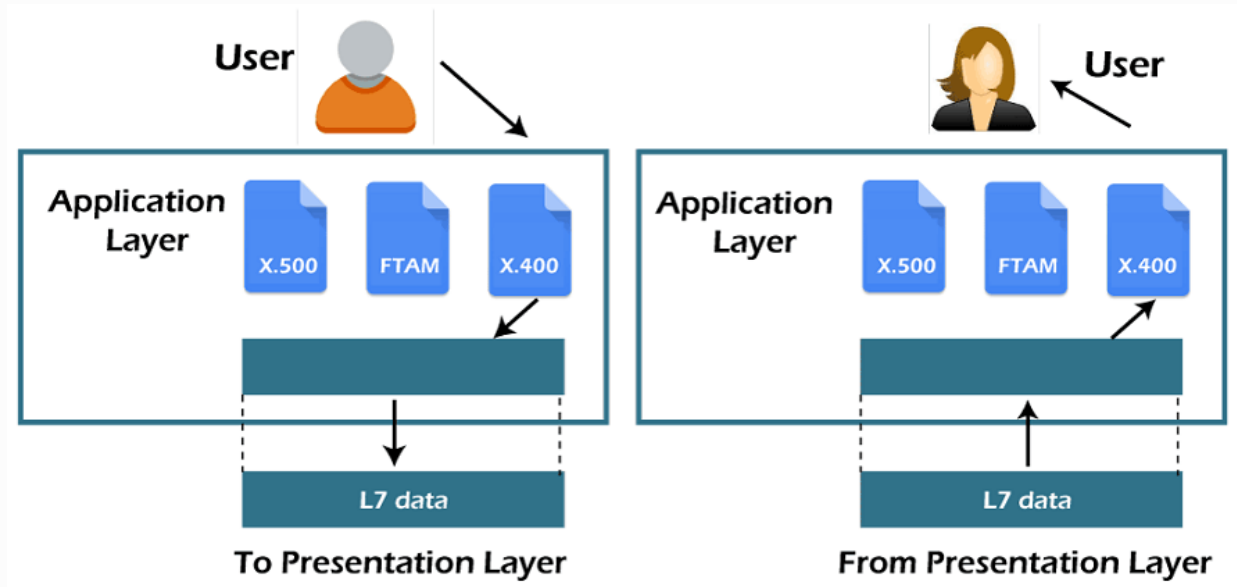 User
Application
Layer
X.500
FTAM
X.400
L7 data
To Presentation Layer
User
Application
Layer
X.500
FTAM
X.400
L7 data
From Presentation Layer